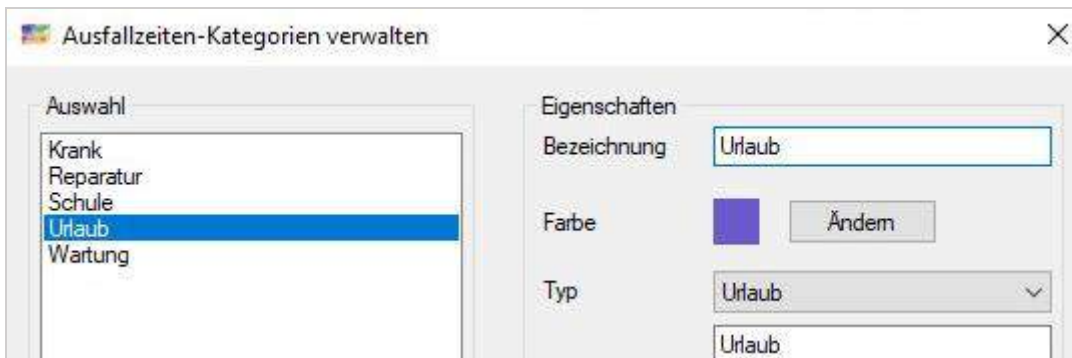 Ausfallzeiten-Kategorien verwalten
Auswahl
Krank
Reparatur
Schule
Urlaub
Wartung
Eigenschaften
Bezeichnung Urlaub
Farbe Ändern
Typ Urlaub
Urlaub